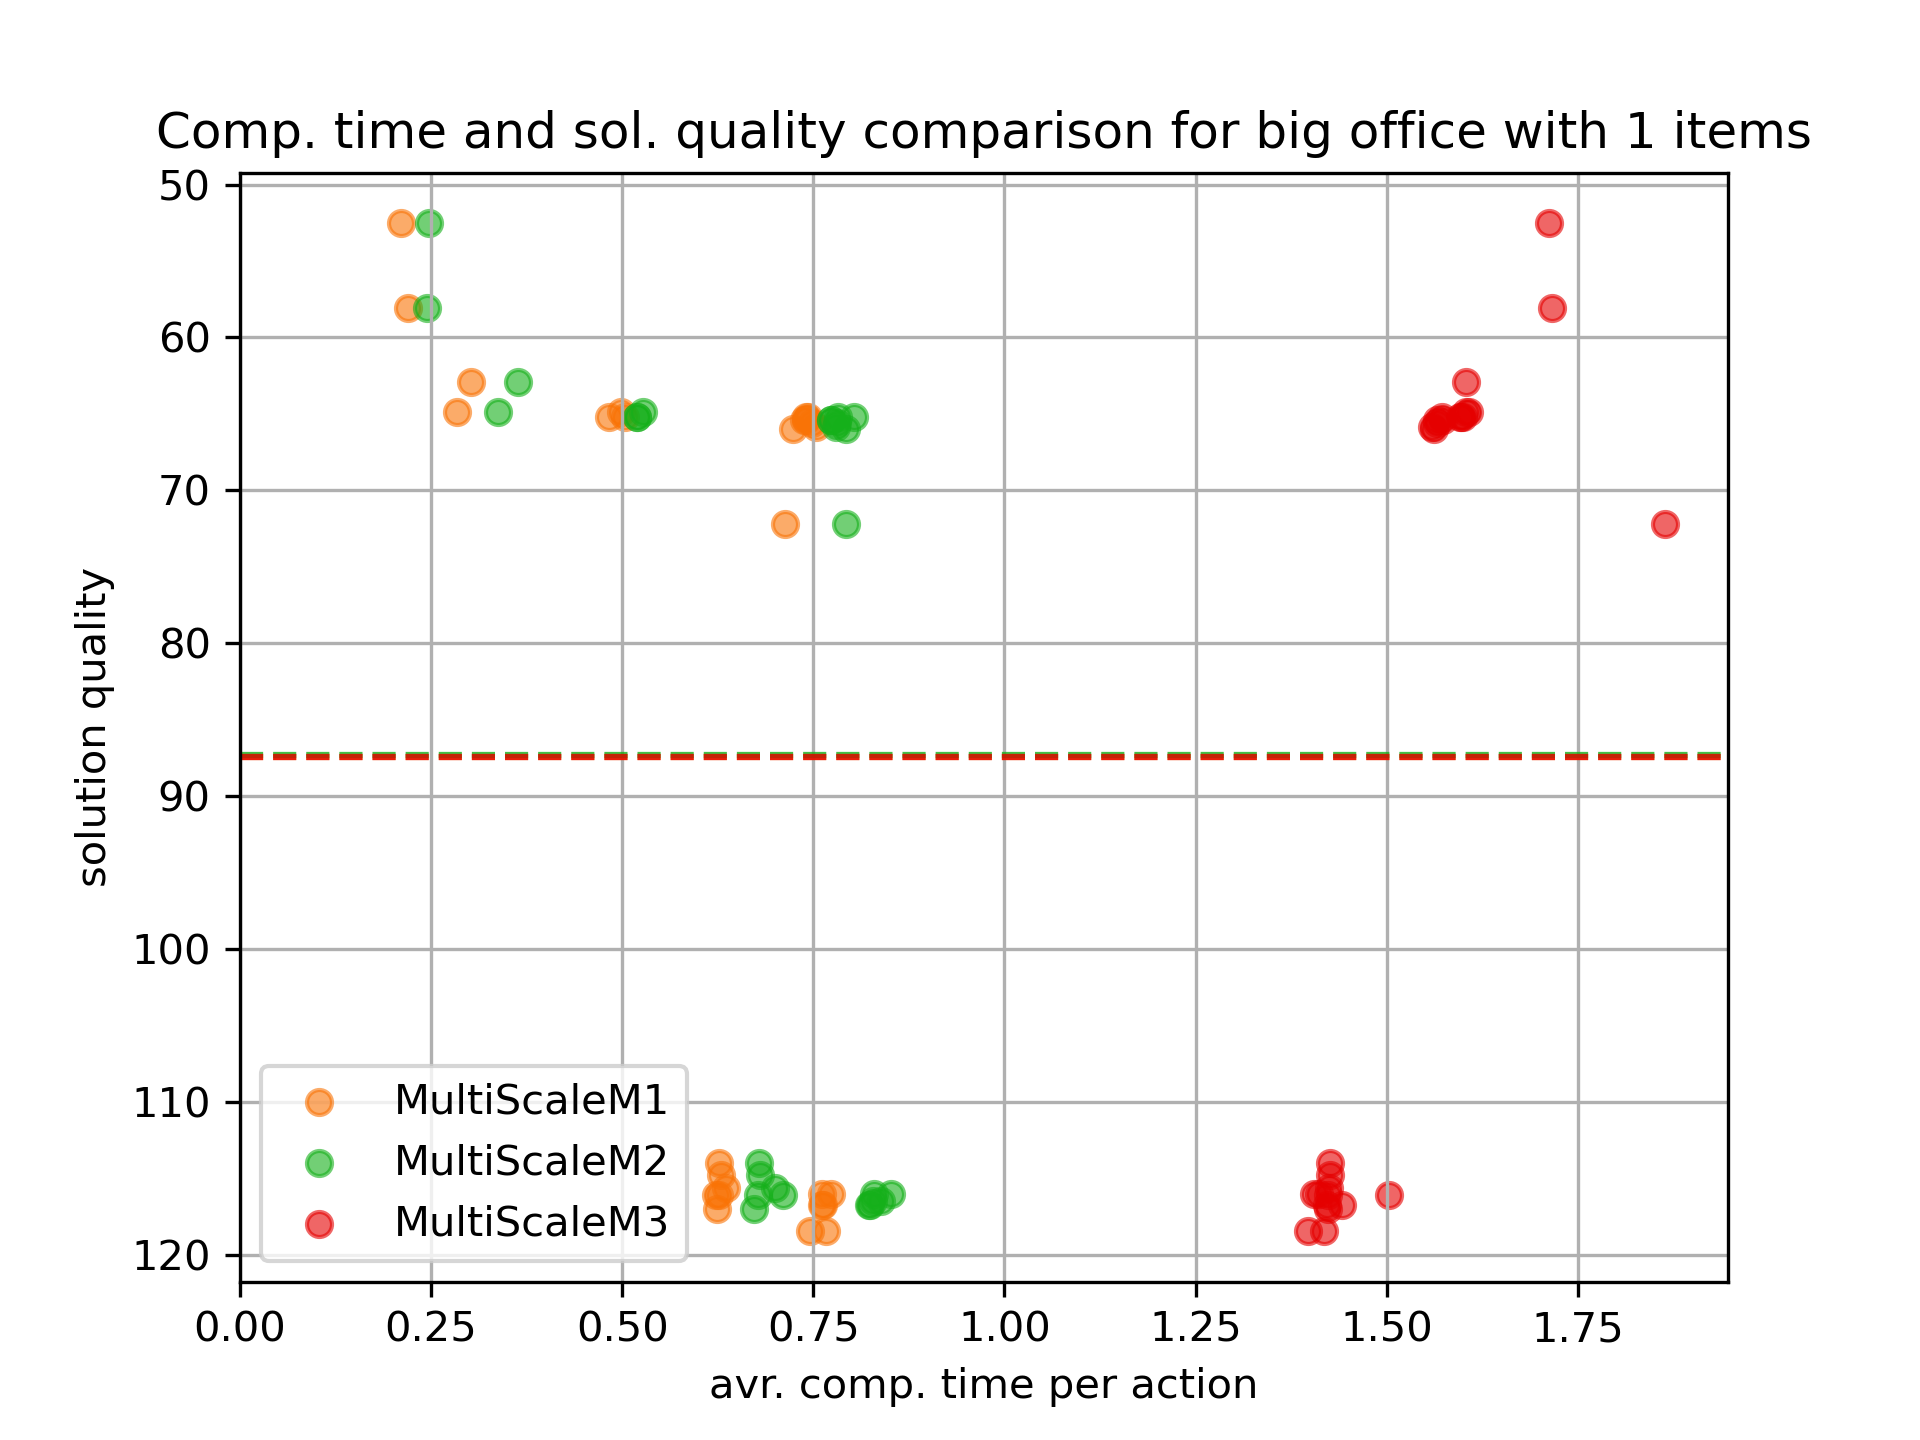 Comp. time and sol. quality comparison for big office with 1 items
50
60
70
80
90
100
110
120
solution quality
MultiScaleM1
MultiScaleM2
MultiScaleM3
0.00 0.25 0.50 0.75 1.00 1.25 1.50 1.75
avr. comp. time per action